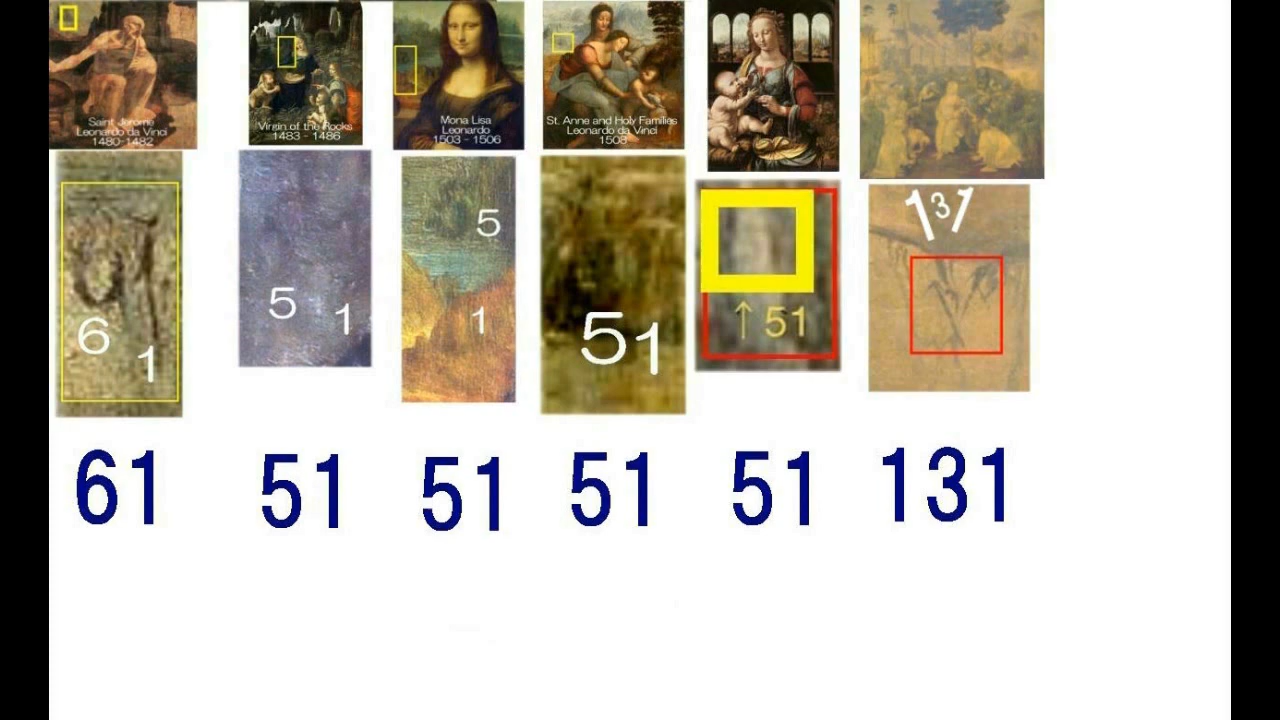 Saint Jerome
Leonardo da Vinci
1480-1482
Virgin of the Rocks
1483 - 1486
Mona Lisa
Leonardo
1503 - 1506
St. Anne and Holy Families
Leonardo da Vinci
1508
6 1
5 1
5
1
51
↑ 51
131
61 51 51 51 51 131